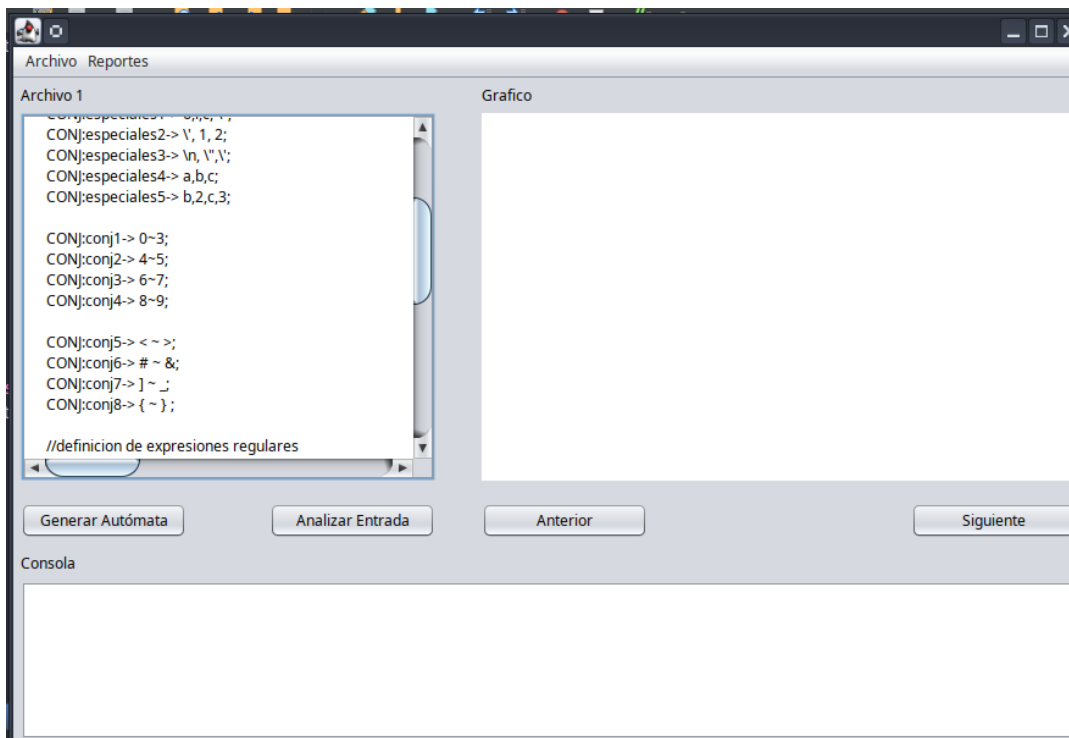 Archivo Reportes
Archivo 1
Grafico
CONJ:especiales2-> \', 1, 2;
CONJ:especiales3-> \n, \",\';
CONJ:especiales4-> a,b,c;
CONJ:especiales5-> b,2,c,3;
CONJ:conj1-> 0~3;
CONJ:conj2-> 4~5;
CONJ:conj3-> 6~7;
CONJ:conj4-> 8~9;
CONJ:conj5-> < ~ >;
CONJ:conj6-> # ~ &;
CONJ:conj7-> ] ~ _;
CONJ:conj8-> { ~ } ;
//definicion de expresiones regulares
Generar Autómata
Analizar Entrada
Anterior
Siguiente
Consola